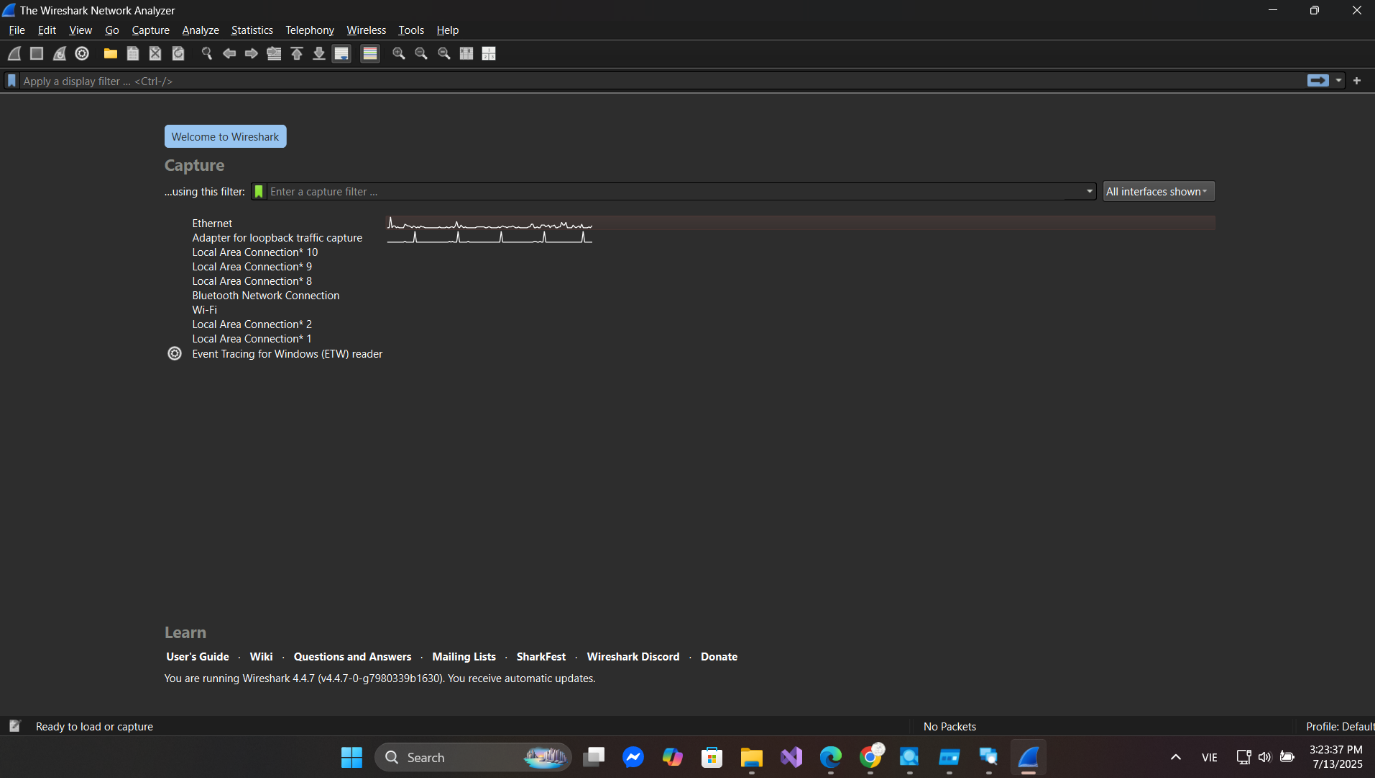 The Wireshark Network Analyzer
File Edit View Go Capture Analyze Statistics Telephony Wireless Tools Help
Apply a display filter ... <Ctrl-/>
Welcome to Wireshark
Capture
...using this filter: Enter a capture filter ... All interfaces shown
Ethernet
Adapter for loopback traffic capture
Local Area Connection* 10
Local Area Connection* 9
Local Area Connection* 8
Bluetooth Network Connection
Wi-Fi
Local Area Connection* 2
Local Area Connection* 1
Event Tracing for Windows (ETW) reader
Learn
User's Guide · Wiki · Questions and Answers · Mailing Lists · SharkFest · Wireshark Discord · Donate
You are running Wireshark 4.4.7 (v4.4.7-0-g7980339b1630). You receive automatic updates.
Ready to load or capture No Packets Profile: Default
Search VIE 3:23:37 PM
7/13/2025